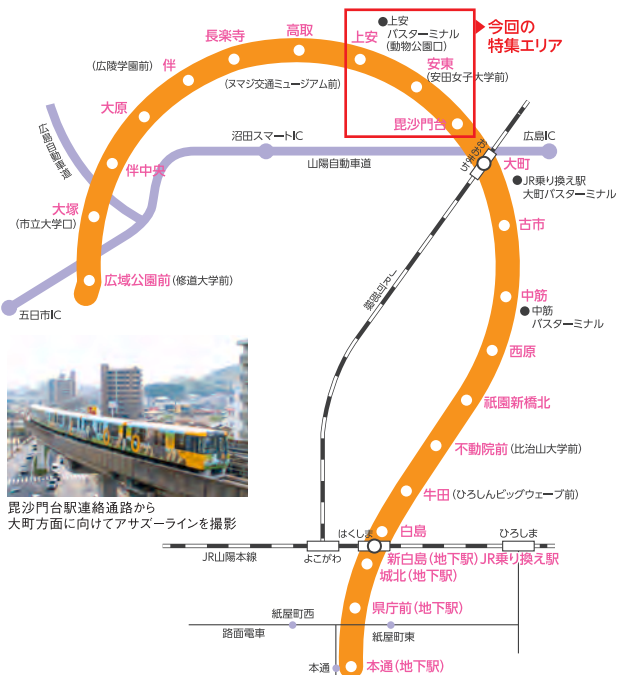 上安
バスターミナル
(動物公園口)
今回の
特集エリア
高取
上安
長楽寺
安東
(安田女子大学前)
伴
(広陵学園前)
(ヌマジ交通ミュージアム前)
毘沙門台
大原
広島自動車道
沼田スマートIC
広島IC
山陽自動車道
おおまち
大町
伴中央
JR乗り換え駅
大町バスターミナル
大塚
(市立大学口)
古市
広域公園前(修道大学前)
JR可部線
中筋
五日市IC
中筋
バスターミナル
西原
祇園新橋北
不動院前(比治山大学前)
毘沙門台駅連絡通路から
大町方面に向けてアサズーラインを撮影
牛田(ひろしんビッグウェーブ前)
はくしま
白島
ひろしま
JR山陽本線
よこがわ
新白島(地下駅)JR乗り換え駅
城北(地下駅)
県庁前(地下駅)
紙屋町西
路面電車
紙屋町東
本通
本通(地下駅)